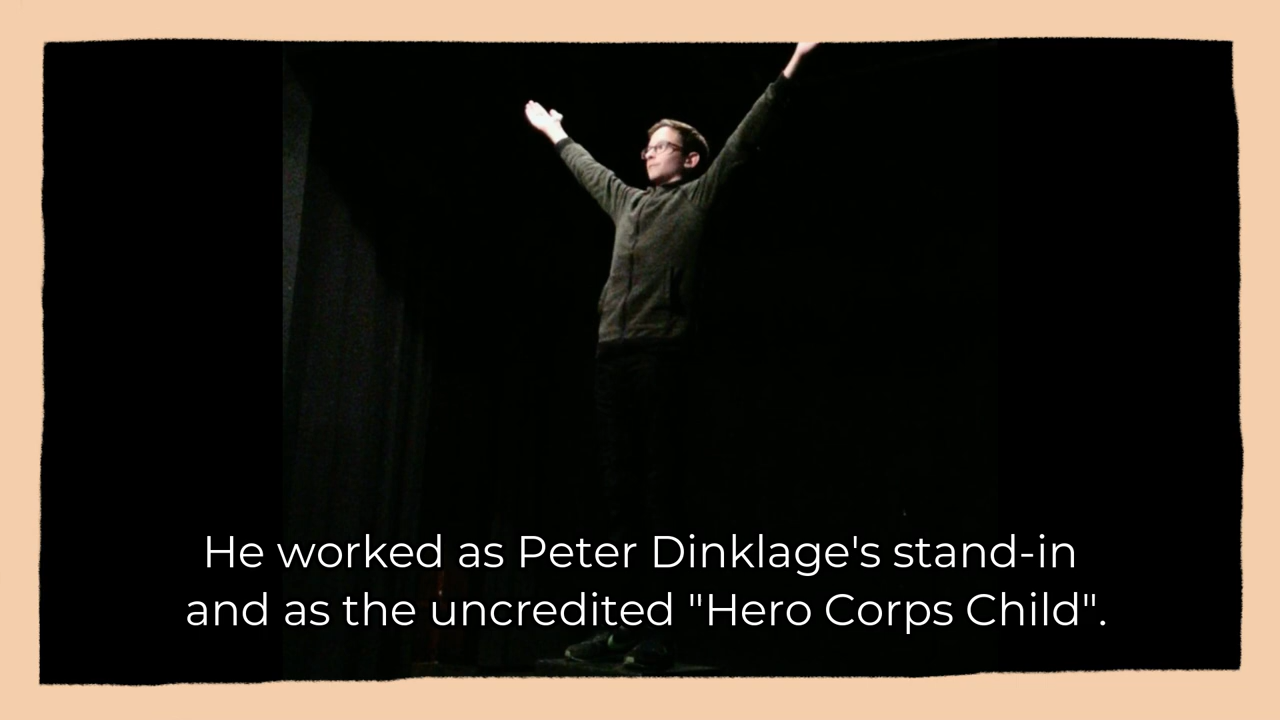 He worked as Peter Dinklage's stand-in
and as the uncredited "Hero Corps Child".